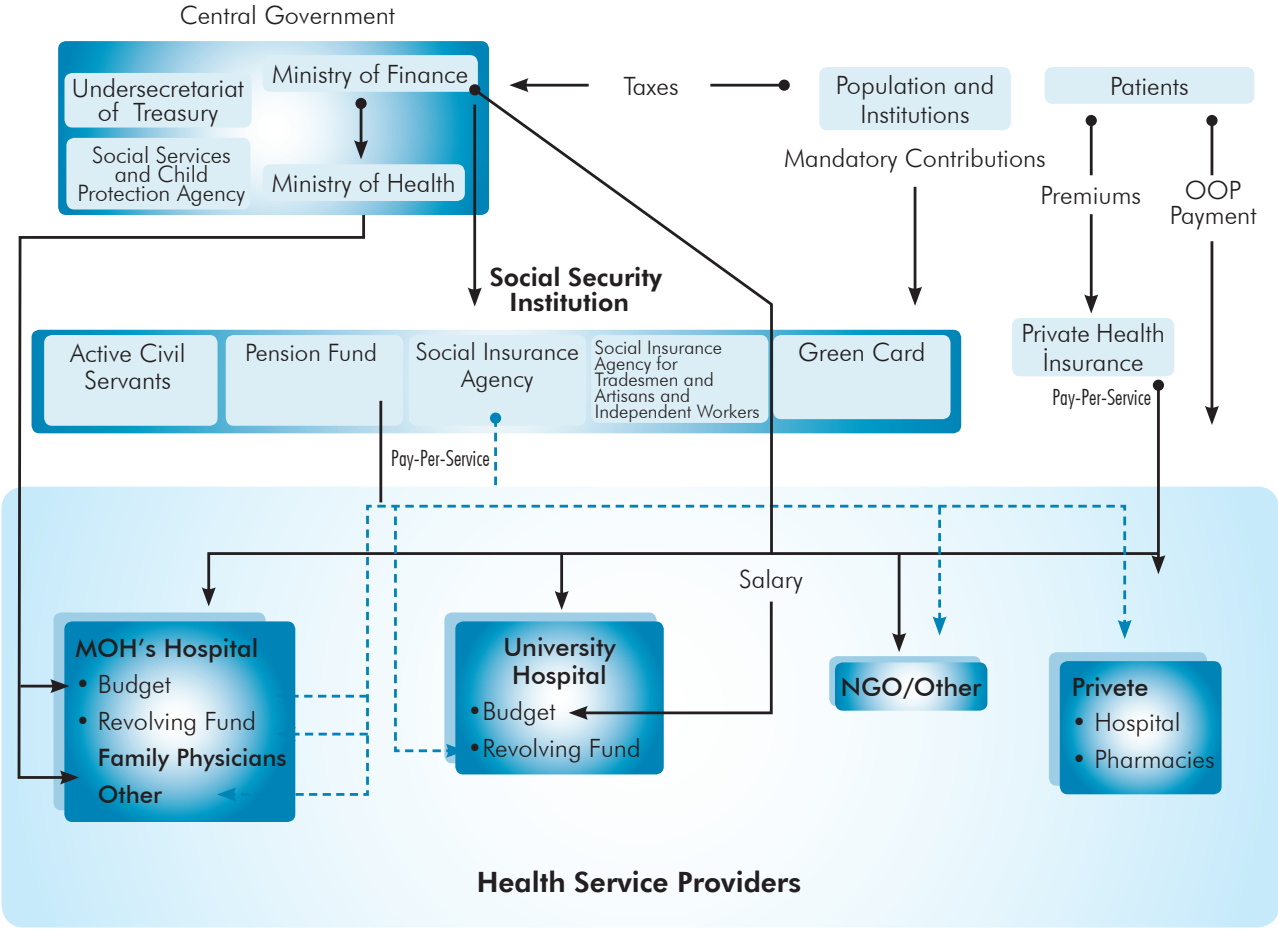 Central Government
Ministry of Finance
Undersecretariat
of Treasury
Social Services
and Child
Protection Agency
Ministry of Health
Taxes
Population and
Institutions
Patients
Mandatory Contributions
Premiums
OOP
Payment
Social Security
Institution
Active Civil
Servants
Pension Fund
Social Insurance
Agency
Social Insurance
Agency for
Tradesmen and
Artisans and
Independent Workers
Green Card
Private Health
İnsurance
Pay-Per-Service
Pay-Per-Service
Salary
MOH's Hospital
• Budget
• Revolving Fund
Family Physicians
Other
University
Hospital
•Budget
•Revolving Fund
NGO/Other
Privete
• Hospital
• Pharmacies
Health Service Providers